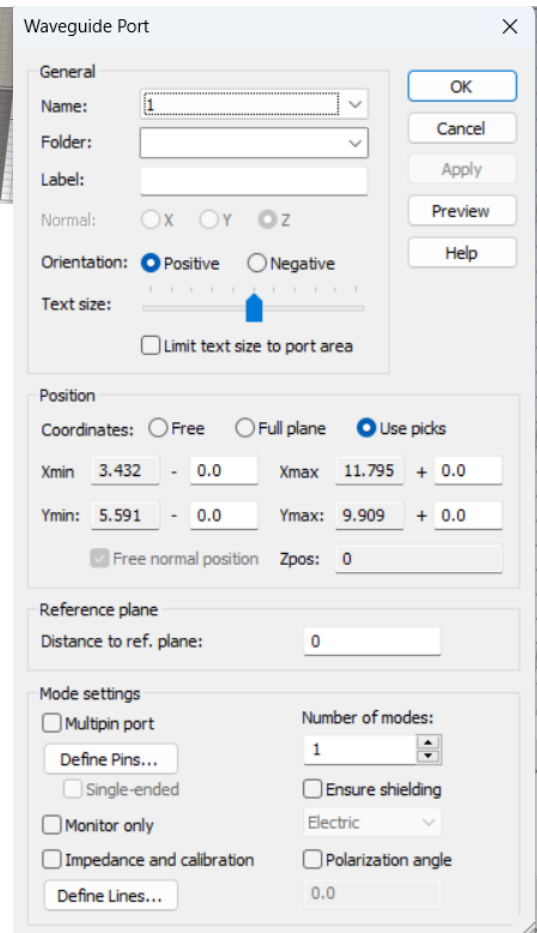 Waveguide Port
General
Name: 1
Folder:
Label:
Normal: X Y Z
Orientation: Positive Negative
Text size:
Limit text size to port area
OK
Cancel
Apply
Preview
Help
Position
Coordinates: Free Full plane Use picks
Xmin 3.432 - 0.0 Xmax 11.795 + 0.0
Ymin: 5.591 - 0.0 Ymax: 9.909 + 0.0
Free normal position Zpos: 0
Reference plane
Distance to ref. plane: 0
Mode settings
Multipin port
Define Pins...
Single-ended
Monitor only
Impedance and calibration
Define Lines...
Number of modes:
1
Ensure shielding
Electric
Polarization angle
0.0